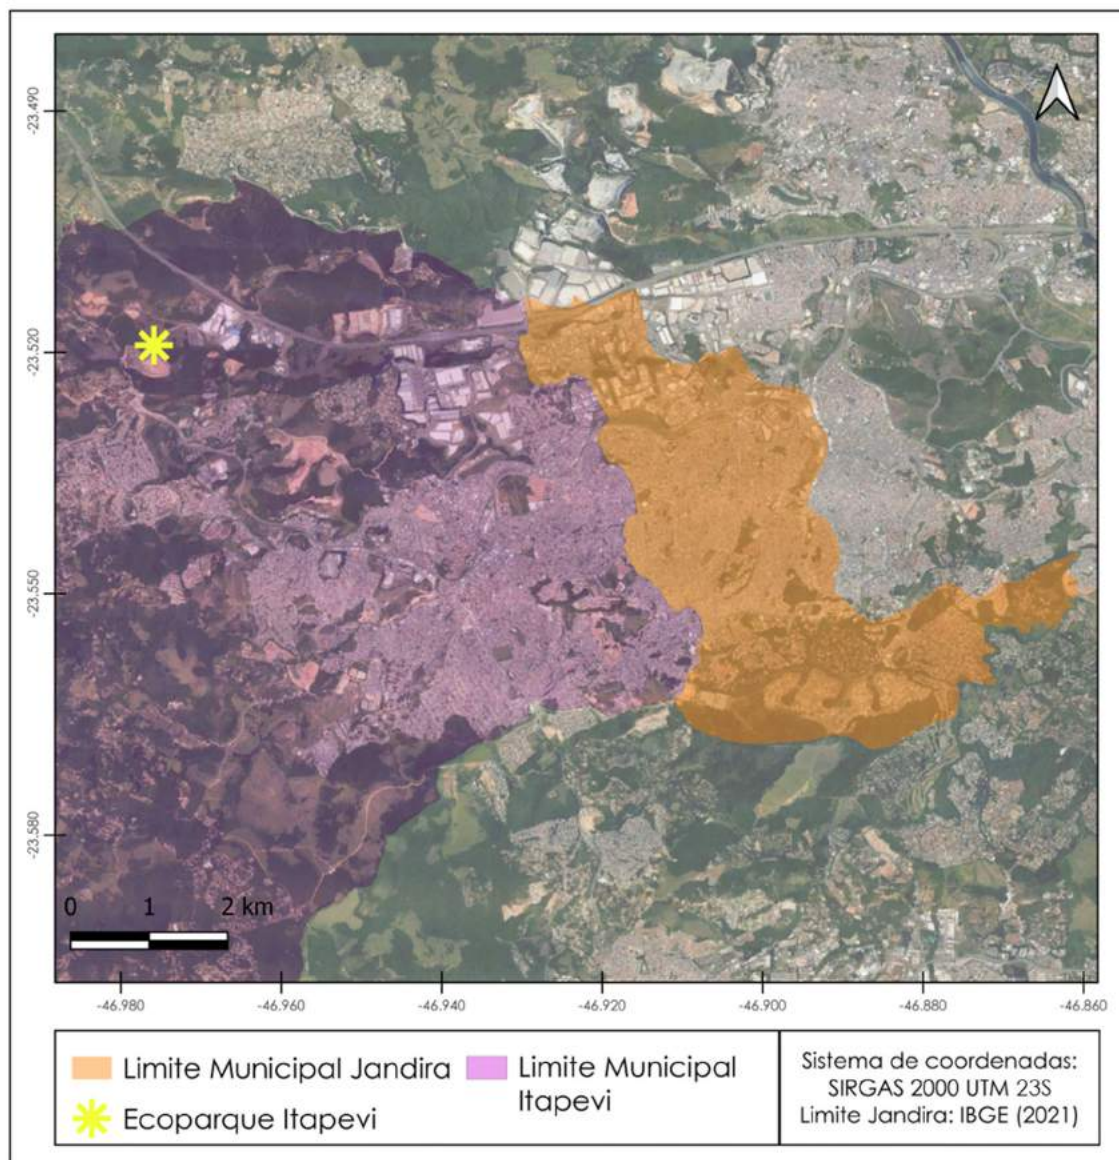 -23.490
-23.520
-23.550
-23.580
0 1 2 km
-46.980 -46.960 -46.940 -46.920 -46.900 -46.880 -46.860
Limite Municipal Jandira
Limite Municipal
Itapevi
Ecoparque Itapevi
Sistema de coordenadas:
SIRGAS 2000 UTM 23S
Limite Jandira: IBGE (2021)